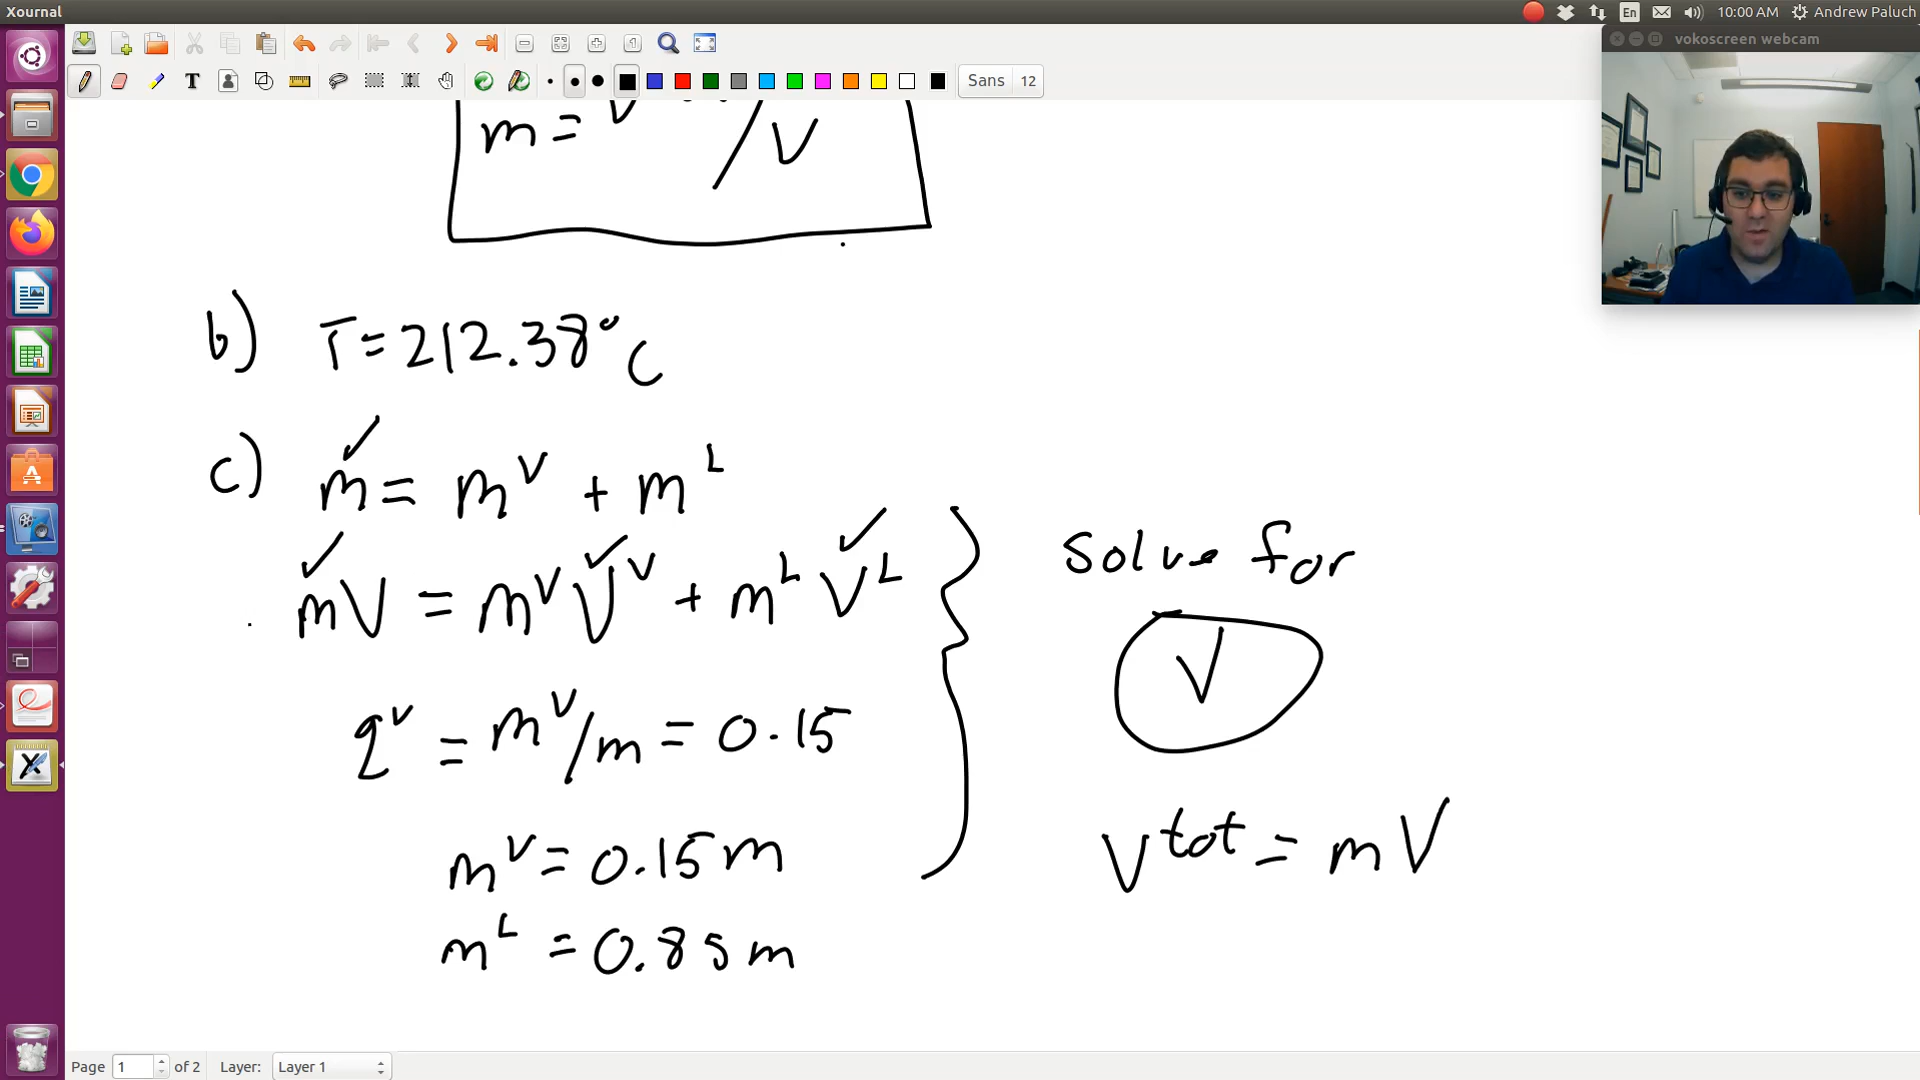 Xournal
En
10:00 AM
Andrew Paluch
vokoscreen webcam
Sans 12
m = V / V
b) T = 212.38°C
c) m = m^V + m^L
mV = m^V V^V + m^L V^L
q^V = m^V/m = 0.15
m^V = 0.15 m
m^L = 0.85 m
solve for
V
V^tot = mV
Page 1 of 2 Layer: Layer 1